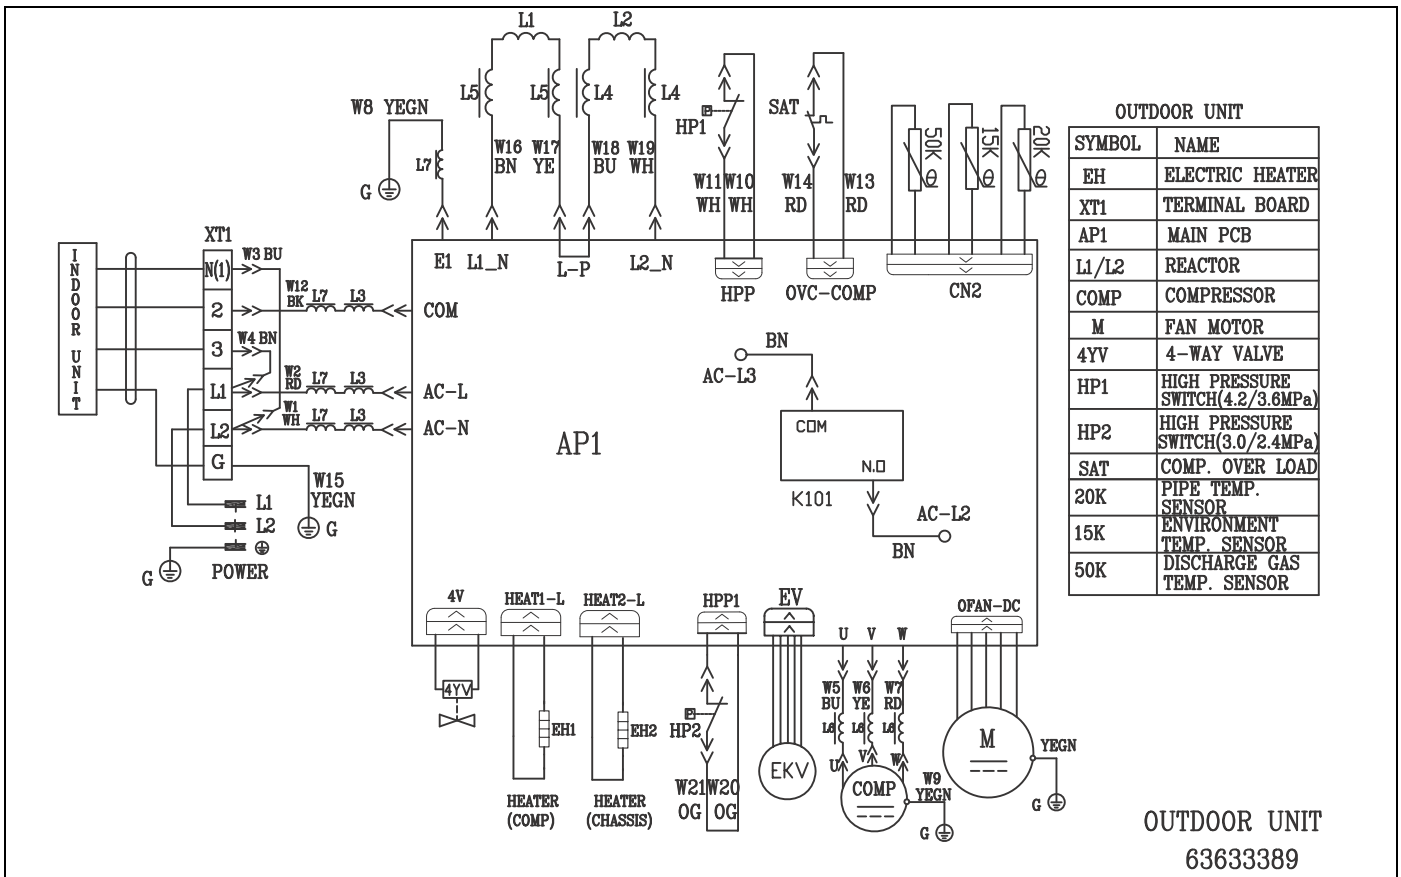 L1
L2
L5
L5
L4
L4
W8 YEGN
L7
G
W16
BN
W17
YE
W18
BU
W19
WH
HP1
P
W11
WH
W10
WH
SAT
W14
RD
W13
RD
50K
θ
15K
θ
20K
θ
E1
L1_N
L-P
L2_N
HPP
OVC-COMP
CN2
INDOOR UNIT
XT1
N(1)
2
3
L1
L2
G
W3 BU
W12
BK
L7
L3
COM
W4 BN
W2
RD
L7
L3
AC-L
W1
WH
L7
L3
AC-N
W15
YEGN
G
L1
L2
G
POWER
AP1
BN
AC-L3
COM
N.O
K101
AC-L2
BN
4V
HEAT1-L
HEAT2-L
HPP1
EV
U
V
W
OFAN-DC
4YV
EH1
HEATER
(COMP)
EH2
HEATER
(CHASSIS)
P
HP2
W21
OG
W20
OG
EKV
W5
BU
W6
YE
W7
RD
L6
L6
L6
U
V
W
COMP
W9
YEGN
G
M
YEGN
G
OUTDOOR UNIT
SYMBOL NAME
EH ELECTRIC HEATER
XT1 TERMINAL BOARD
AP1 MAIN PCB
L1/L2 REACTOR
COMP COMPRESSOR
M FAN MOTOR
4YV 4-WAY VALVE
HP1 HIGH PRESSURE
SWITCH(4.2/3.6MPa)
HP2 HIGH PRESSURE
SWITCH(3.0/2.4MPa)
SAT COMP. OVER LOAD
20K PIPE TEMP.
SENSOR
15K ENVIRONMENT
TEMP. SENSOR
50K DISCHARGE GAS
TEMP. SENSOR
OUTDOOR UNIT
63633389